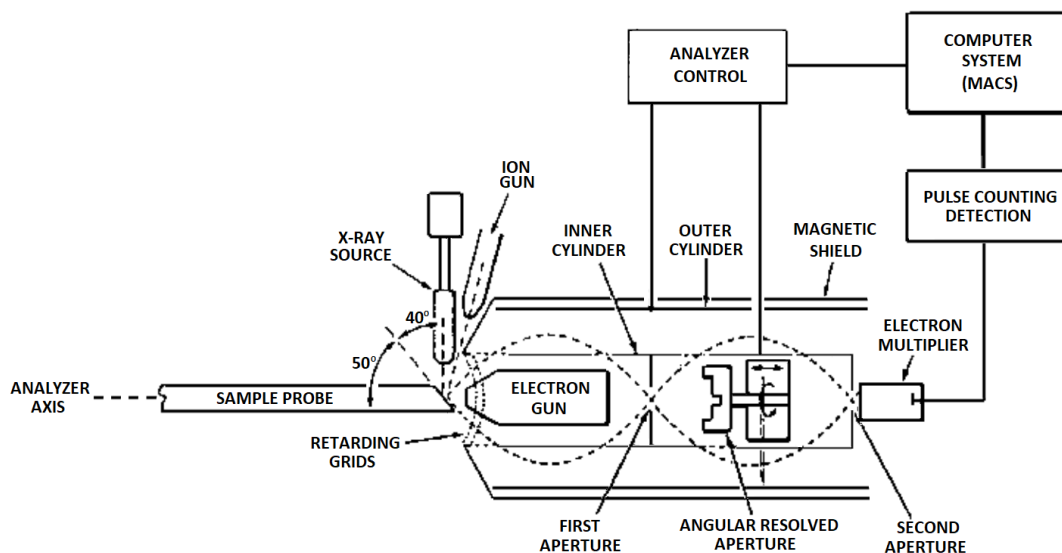 COMPUTER
SYSTEM
(MACS)
ANALYZER
CONTROL
ION
GUN
PULSE COUNTING
DETECTION
X-RAY
SOURCE
INNER
CYLINDER
OUTER
CYLINDER
MAGNETIC
SHIELD
40°
50°
ELECTRON
MULTIPLIER
ANALYZER
AXIS
SAMPLE PROBE
ELECTRON
GUN
RETARDING
GRIDS
FIRST
APERTURE
ANGULAR RESOLVED
APERTURE
SECOND
APERTURE